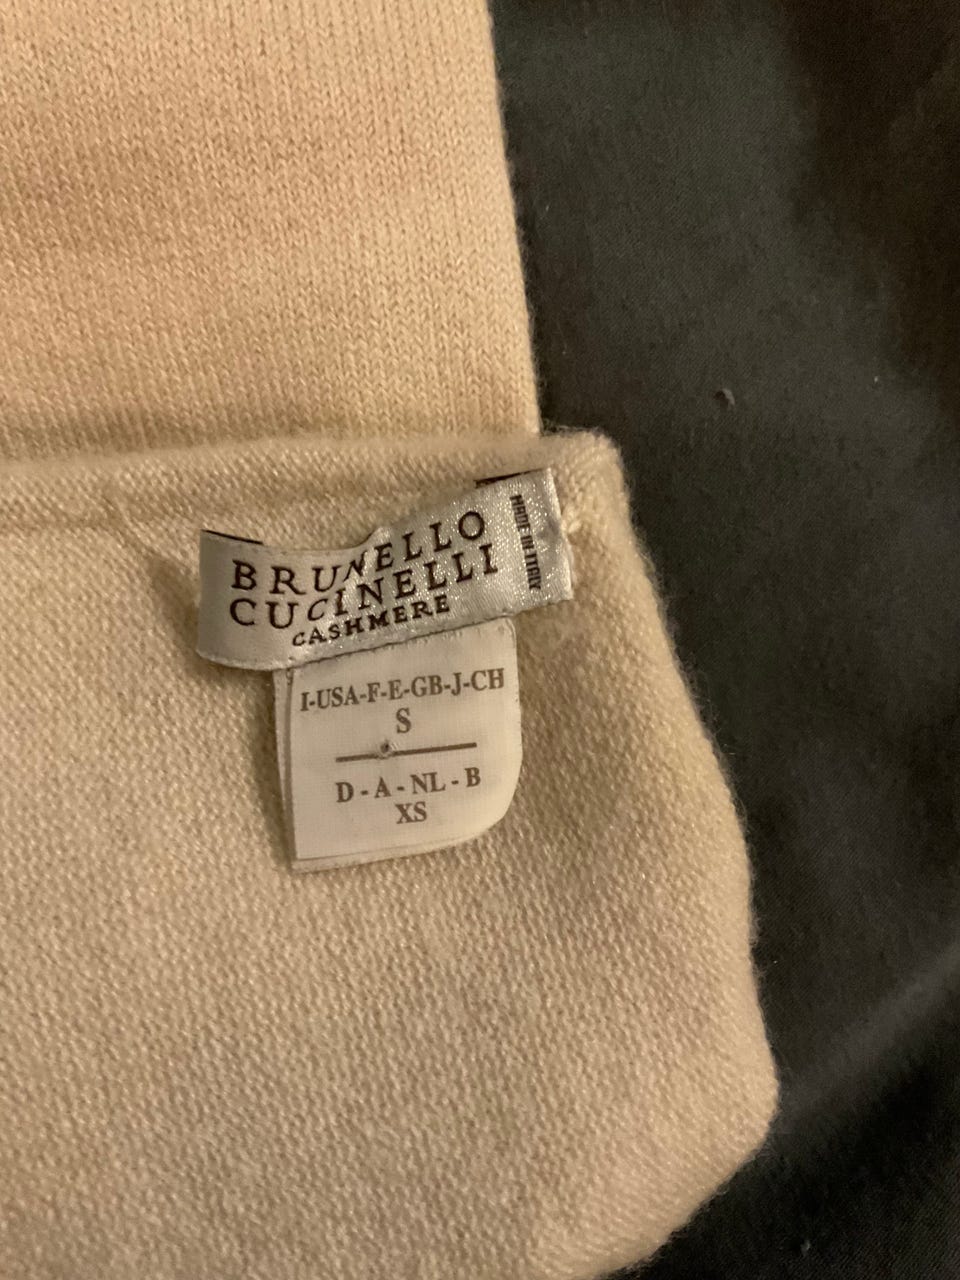 BRUNELLO
CUCINELLI
CASHMERE
MADE IN ITALY
I-USA-F-E-GB-J-CH
S
D - A - NL - B
XS